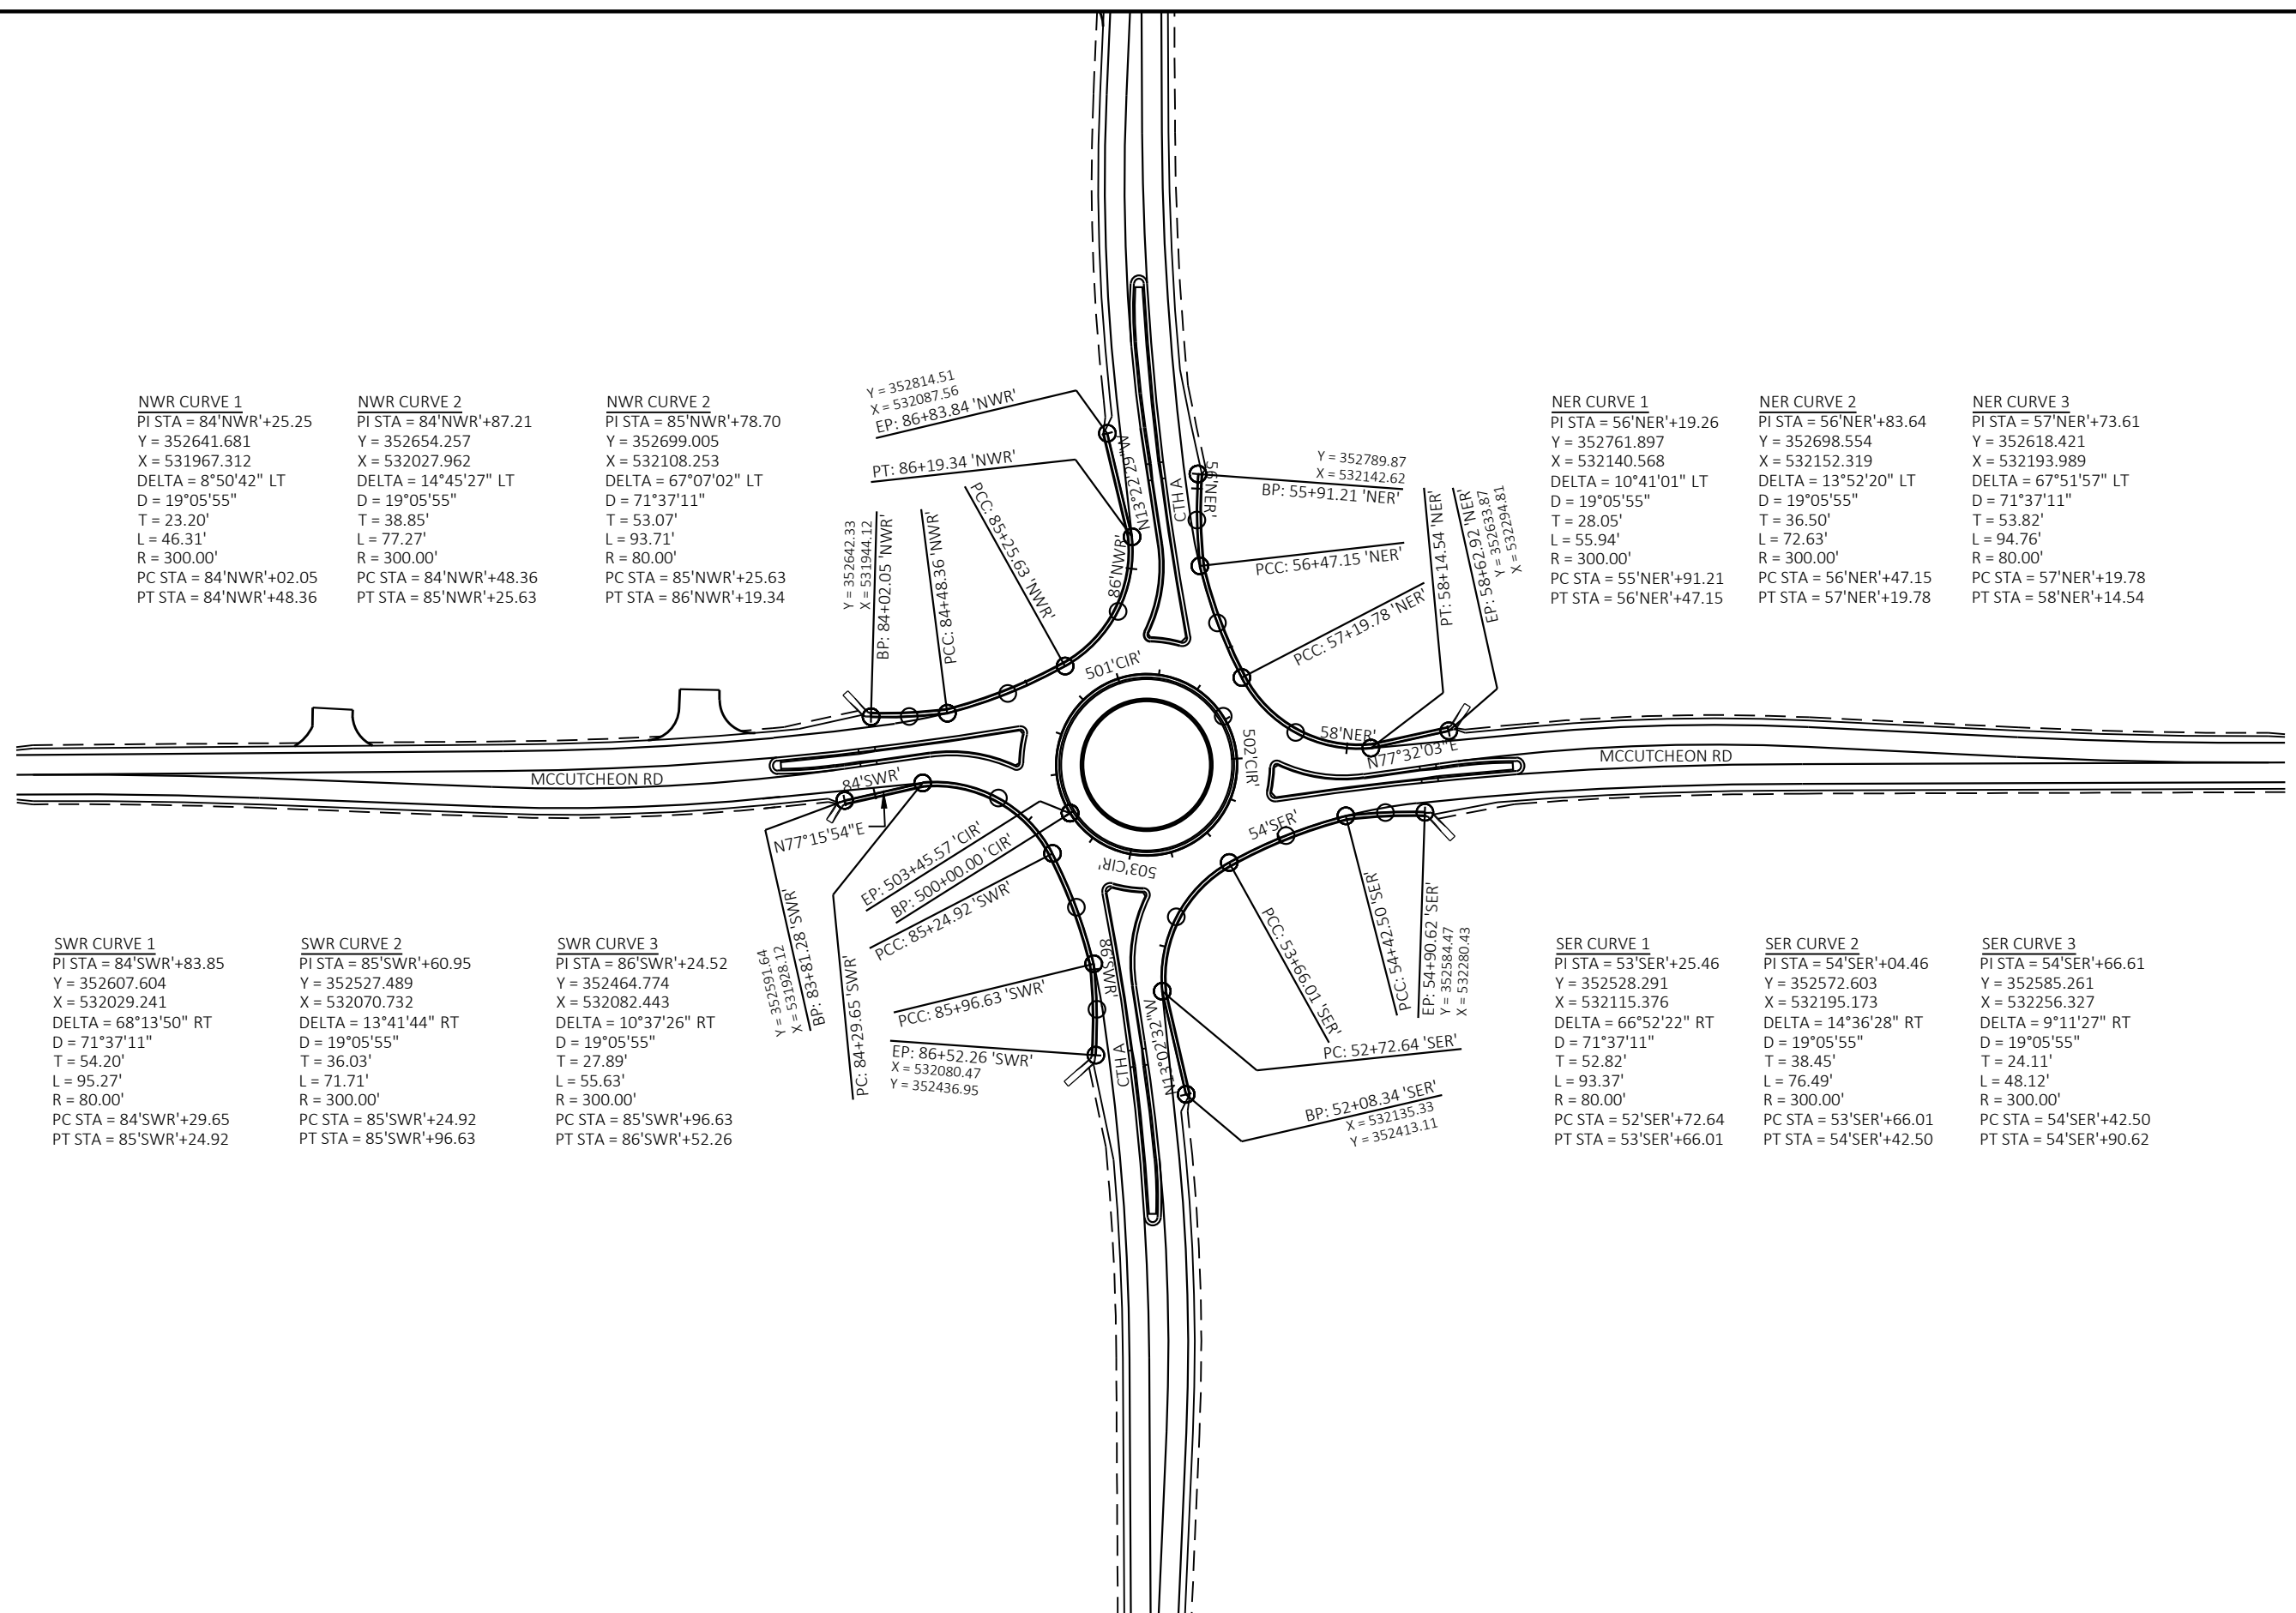 NWR CURVE 1
PI STA = 84'NWR'+25.25
Y = 352641.681
X = 531967.312
DELTA = 8°50'42" LT
D = 19°05'55"
T = 23.20'
L = 46.31'
R = 300.00'
PC STA = 84'NWR'+02.05
PT STA = 84'NWR'+48.36
NWR CURVE 2
PI STA = 84'NWR'+87.21
Y = 352654.257
X = 532027.962
DELTA = 14°45'27" LT
D = 19°05'55"
T = 38.85'
L = 77.27'
R = 300.00'
PC STA = 84'NWR'+48.36
PT STA = 85'NWR'+25.63
NWR CURVE 2
PI STA = 85'NWR'+78.70
Y = 352699.005
X = 532108.253
DELTA = 67°07'02" LT
D = 71°37'11"
T = 53.07'
L = 93.71'
R = 80.00'
PC STA = 85'NWR'+25.63
PT STA = 86'NWR'+19.34
Y = 352814.51
X = 532087.56
EP: 86+83.84 'NWR'
PT: 86+19.34 'NWR'
PCC: 85+25.63 'NWR'
PCC: 84+48.36 'NWR'
Y = 352642.33
X = 531944.12
BP: 84+02.05 'NWR'
N13°22'29"W
86'NWR'
CTH A
56'NER'
Y = 352789.87
X = 532142.62
BP: 55+91.21 'NER'
PCC: 56+47.15 'NER'
PCC: 57+19.78 'NER'
PT: 58+14.54 'NER'
EP: 58+62.92 'NER'
Y = 352633.87
X = 532294.81
NER CURVE 1
PI STA = 56'NER'+19.26
Y = 352761.897
X = 532140.568
DELTA = 10°41'01" LT
D = 19°05'55"
T = 28.05'
L = 55.94'
R = 300.00'
PC STA = 55'NER'+91.21
PT STA = 56'NER'+47.15
NER CURVE 2
PI STA = 56'NER'+83.64
Y = 352698.554
X = 532152.319
DELTA = 13°52'20" LT
D = 19°05'55"
T = 36.50'
L = 72.63'
R = 300.00'
PC STA = 56'NER'+47.15
PT STA = 57'NER'+19.78
NER CURVE 3
PI STA = 57'NER'+73.61
Y = 352618.421
X = 532193.989
DELTA = 67°51'57" LT
D = 71°37'11"
T = 53.82'
L = 94.76'
R = 80.00'
PC STA = 57'NER'+19.78
PT STA = 58'NER'+14.54
501'CIR'
502'CIR'
503'CIR'
58'NER'
N77°32'03"E
MCCUTCHEON RD
MCCUTCHEON RD
84'SWR'
54'SER'
N77°15'54"E
EP: 503+45.57 'CIR'
BP: 500+00.00 'CIR'
PCC: 85+24.92 'SWR'
Y = 352591.64
X = 531928.12
BP: 83+81.28 'SWR'
PC: 84+29.65 'SWR'
PCC: 85+96.63 'SWR'
EP: 86+52.26 'SWR'
X = 532080.47
Y = 352436.95
86'SWR'
CTH A
N13°02'32"W
PCC: 53+66.01 'SER'
PCC: 54+42.50 'SER'
EP: 54+90.62 'SER'
Y = 352584.47
X = 532280.43
PC: 52+72.64 'SER'
BP: 52+08.34 'SER'
X = 532135.33
Y = 352413.11
SWR CURVE 1
PI STA = 84'SWR'+83.85
Y = 352607.604
X = 532029.241
DELTA = 68°13'50" RT
D = 71°37'11"
T = 54.20'
L = 95.27'
R = 80.00'
PC STA = 84'SWR'+29.65
PT STA = 85'SWR'+24.92
SWR CURVE 2
PI STA = 85'SWR'+60.95
Y = 352527.489
X = 532070.732
DELTA = 13°41'44" RT
D = 19°05'55"
T = 36.03'
L = 71.71'
R = 300.00'
PC STA = 85'SWR'+24.92
PT STA = 85'SWR'+96.63
SWR CURVE 3
PI STA = 86'SWR'+24.52
Y = 352464.774
X = 532082.443
DELTA = 10°37'26" RT
D = 19°05'55"
T = 27.89'
L = 55.63'
R = 300.00'
PC STA = 85'SWR'+96.63
PT STA = 86'SWR'+52.26
SER CURVE 1
PI STA = 53'SER'+25.46
Y = 352528.291
X = 532115.376
DELTA = 66°52'22" RT
D = 71°37'11"
T = 52.82'
L = 93.37'
R = 80.00'
PC STA = 52'SER'+72.64
PT STA = 53'SER'+66.01
SER CURVE 2
PI STA = 54'SER'+04.46
Y = 352572.603
X = 532195.173
DELTA = 14°36'28" RT
D = 19°05'55"
T = 38.45'
L = 76.49'
R = 300.00'
PC STA = 53'SER'+66.01
PT STA = 54'SER'+42.50
SER CURVE 3
PI STA = 54'SER'+66.61
Y = 352585.261
X = 532256.327
DELTA = 9°11'27" RT
D = 19°05'55"
T = 24.11'
L = 48.12'
R = 300.00'
PC STA = 54'SER'+42.50
PT STA = 54'SER'+90.62